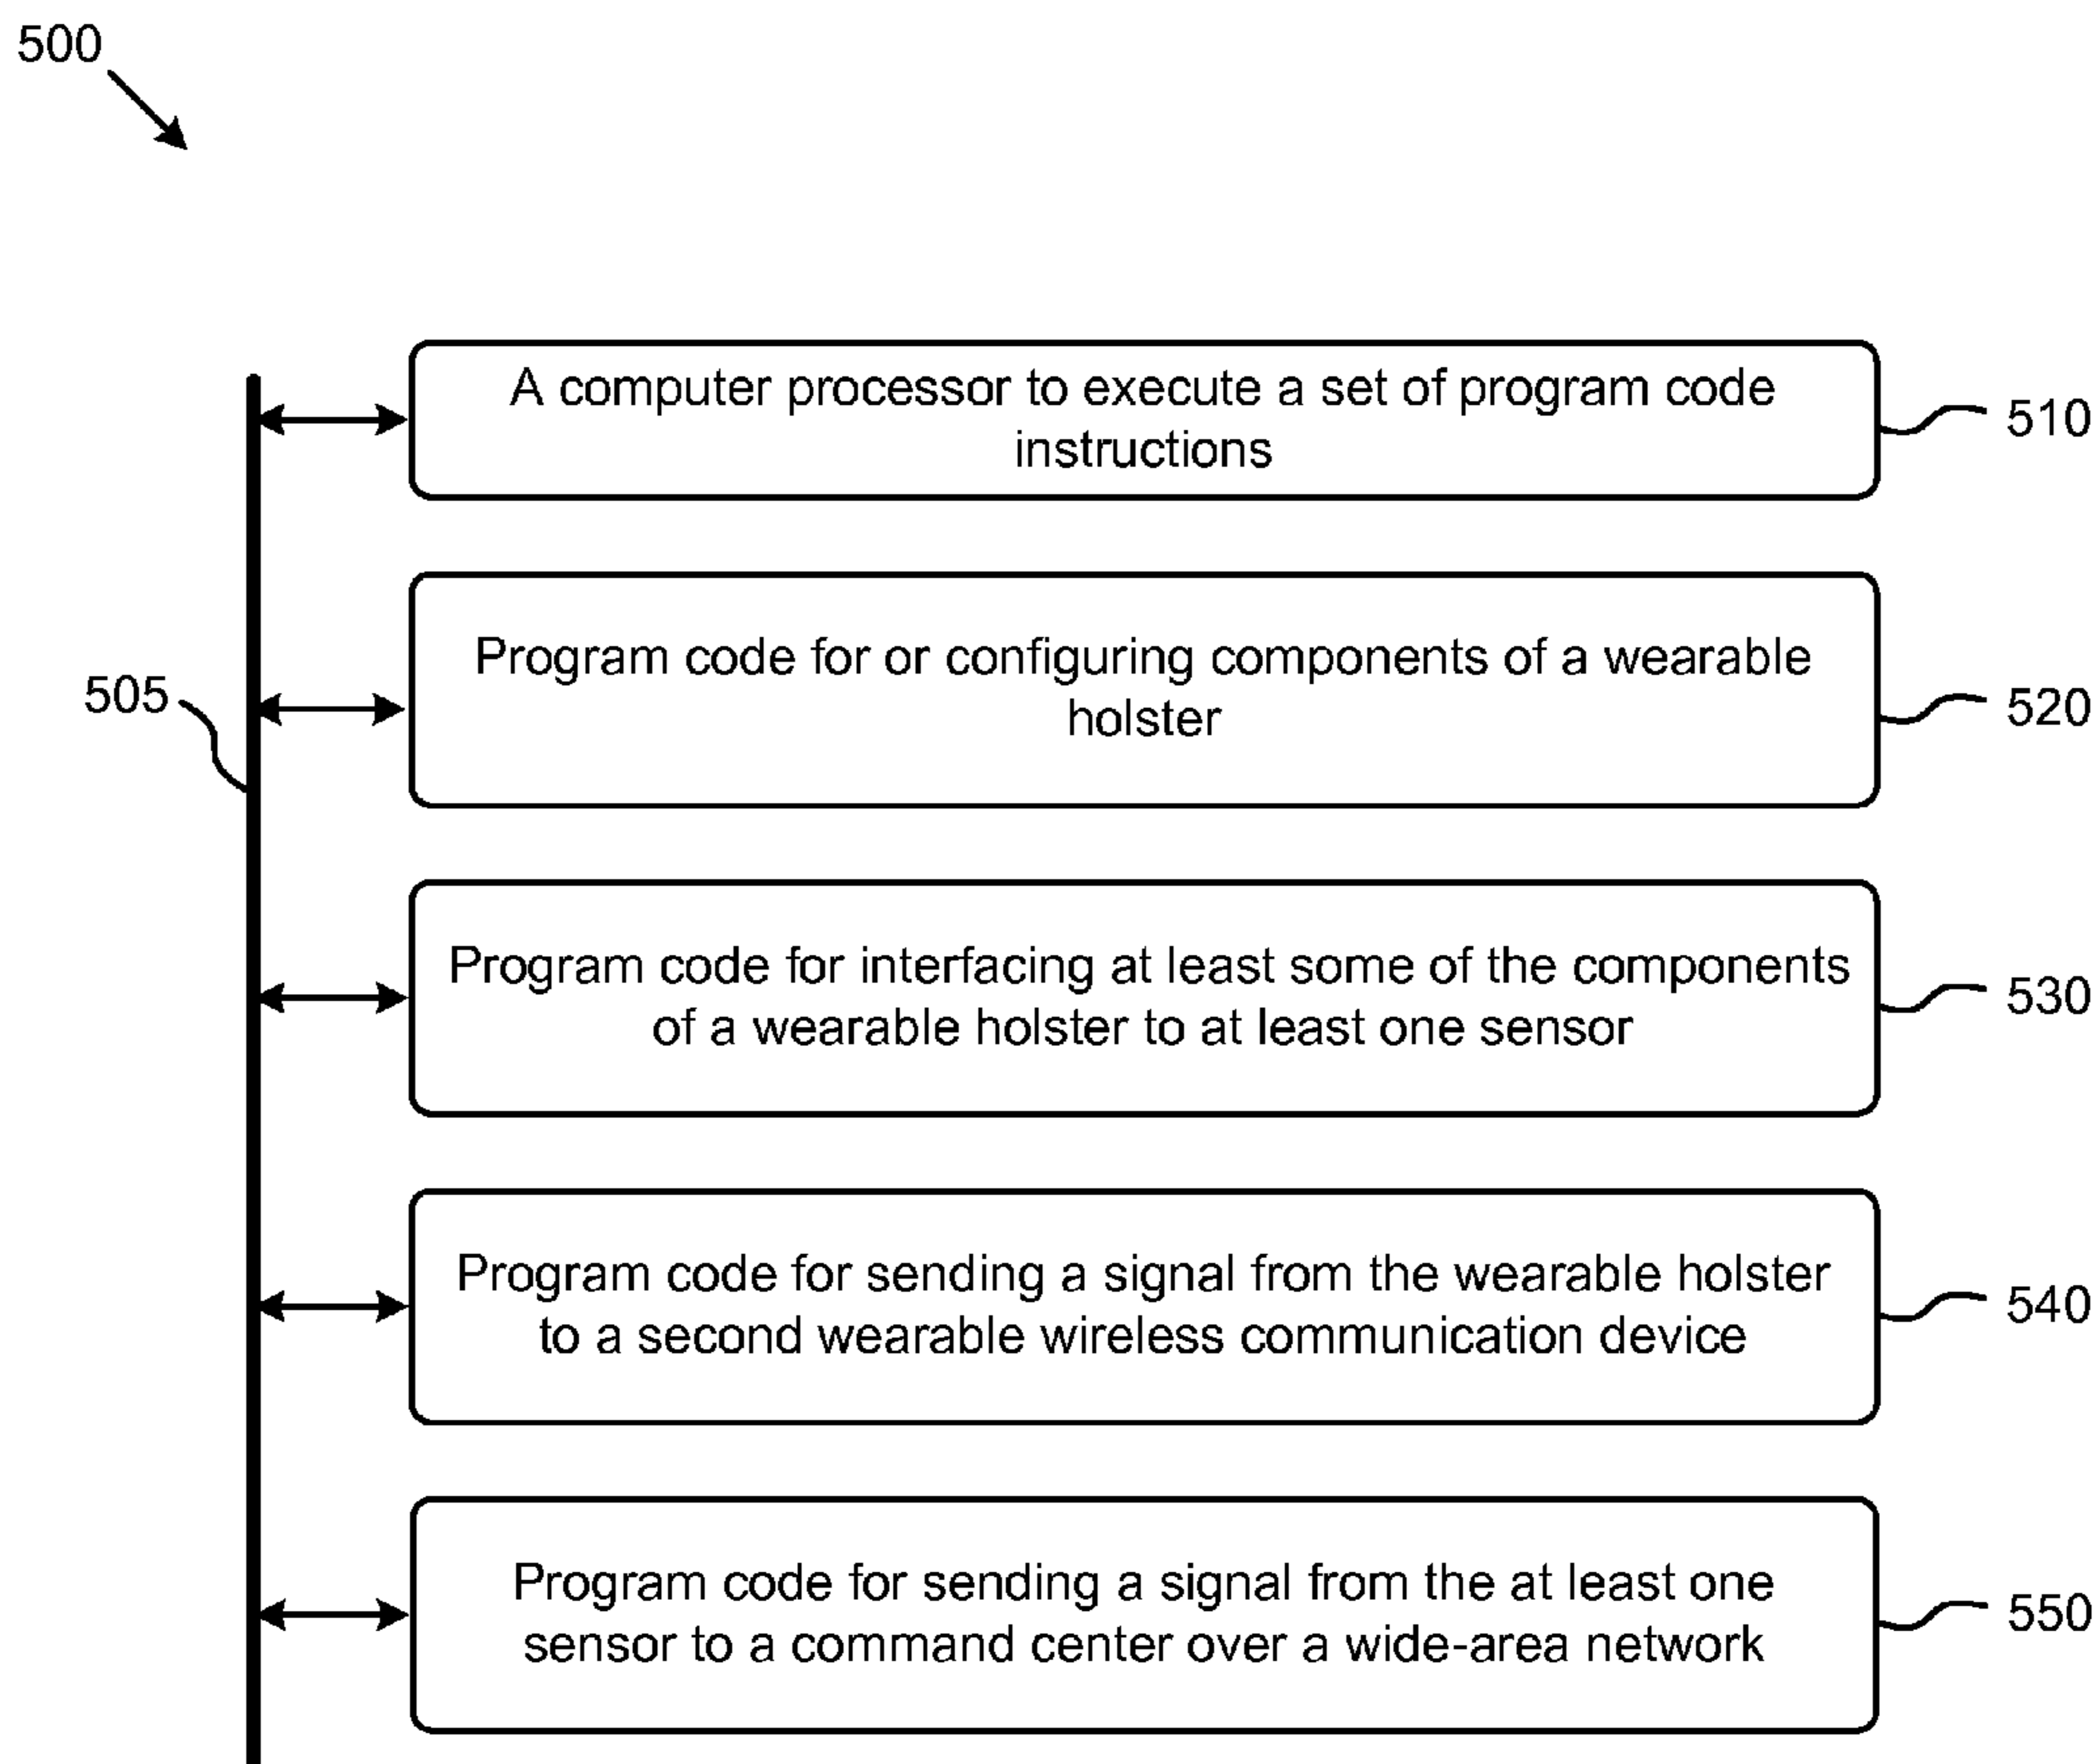 500
A computer processor to execute a set of program code
instructions
510
Program code for or configuring components of a wearable
holster
505
520
Program code for interfacing at least some of the components
of a wearable holster to at least one sensor
530
Program code for sending a signal from the wearable holster
to a second wearable wireless communication device
540
Program code for sending a signal from the at least one
sensor to a command center over a wide-area network
550